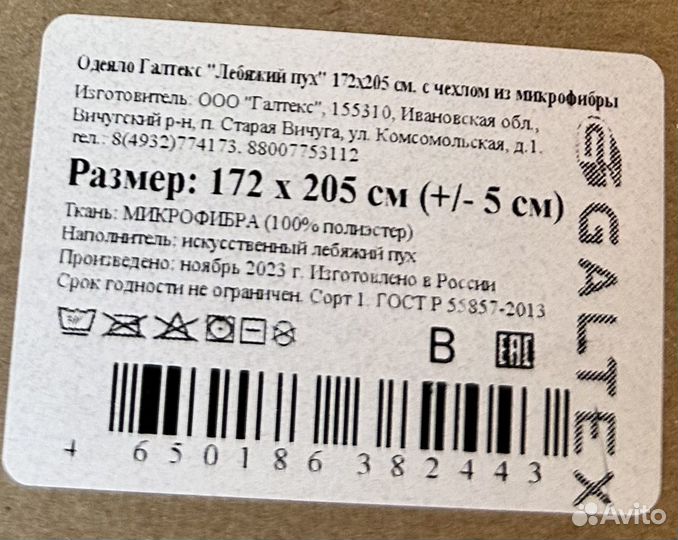 Одеяло Галтекс "Лебяжий пух" 172х205 см. с чехлом из микрофибры
Изготовитель: ООО "Галтекс", 155310, Ивановская обл.,
Вичугский р-н, п. Старая Вичуга, ул. Комсомольская, д.1.
тел.: 8(4932)774173. 88007753112
Размер: 172 х 205 см (+/- 5 см)
Ткань: МИКРОФИБРА (100% полиэстер)
Наполнитель: искусственный лебяжий пух
Произведено: ноябрь 2023 г. Изготовлено в России
Срок годности не ограничен. Сорт 1. ГОСТ Р 55857-2013
В
EAC
4 650186 382443
GALTEX
Avito